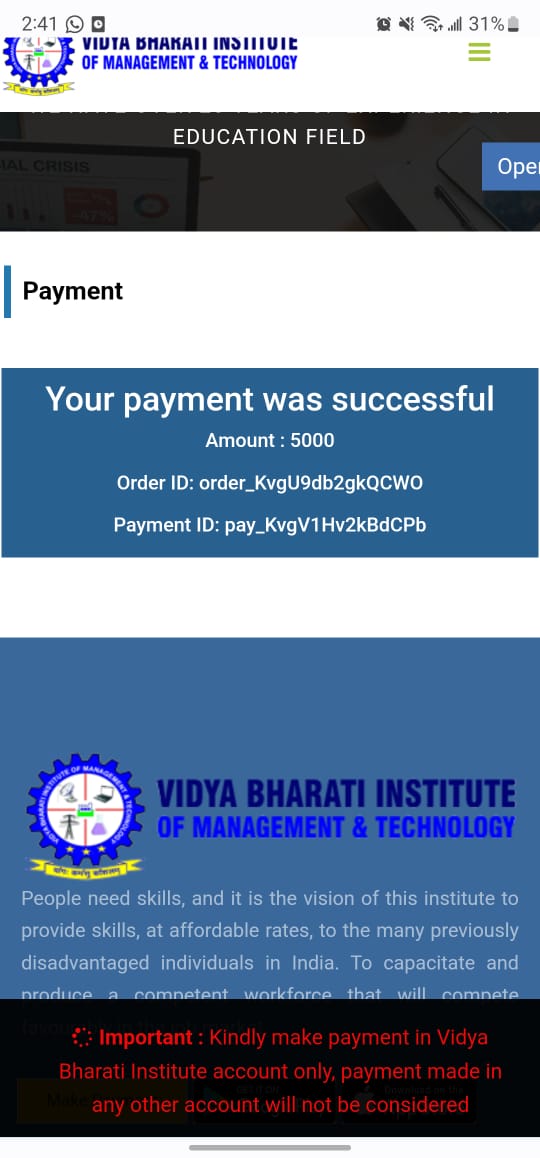 2:41
31%
VIDYA BHARATI INSTITUTE
OF MANAGEMENT & TECHNOLOGY
EDUCATION FIELD
IAL CRISIS
-47%
Oper
Payment
Your payment was successful
Amount : 5000
Order ID: order_KvgU9db2gkQCWO
Payment ID: pay_KvgV1Hv2kBdCPb
VIDYA BHARATI INSTITUTE
OF MANAGEMENT & TECHNOLOGY
People need skills, and it is the vision of this institute to
provide skills, at affordable rates, to the many previously
disadvantaged individuals in India. To capacitate and
produce a competent workforce that will compete
Important : Kindly make payment in Vidya
Bharati Institute account only, payment made in
any other account will not be considered